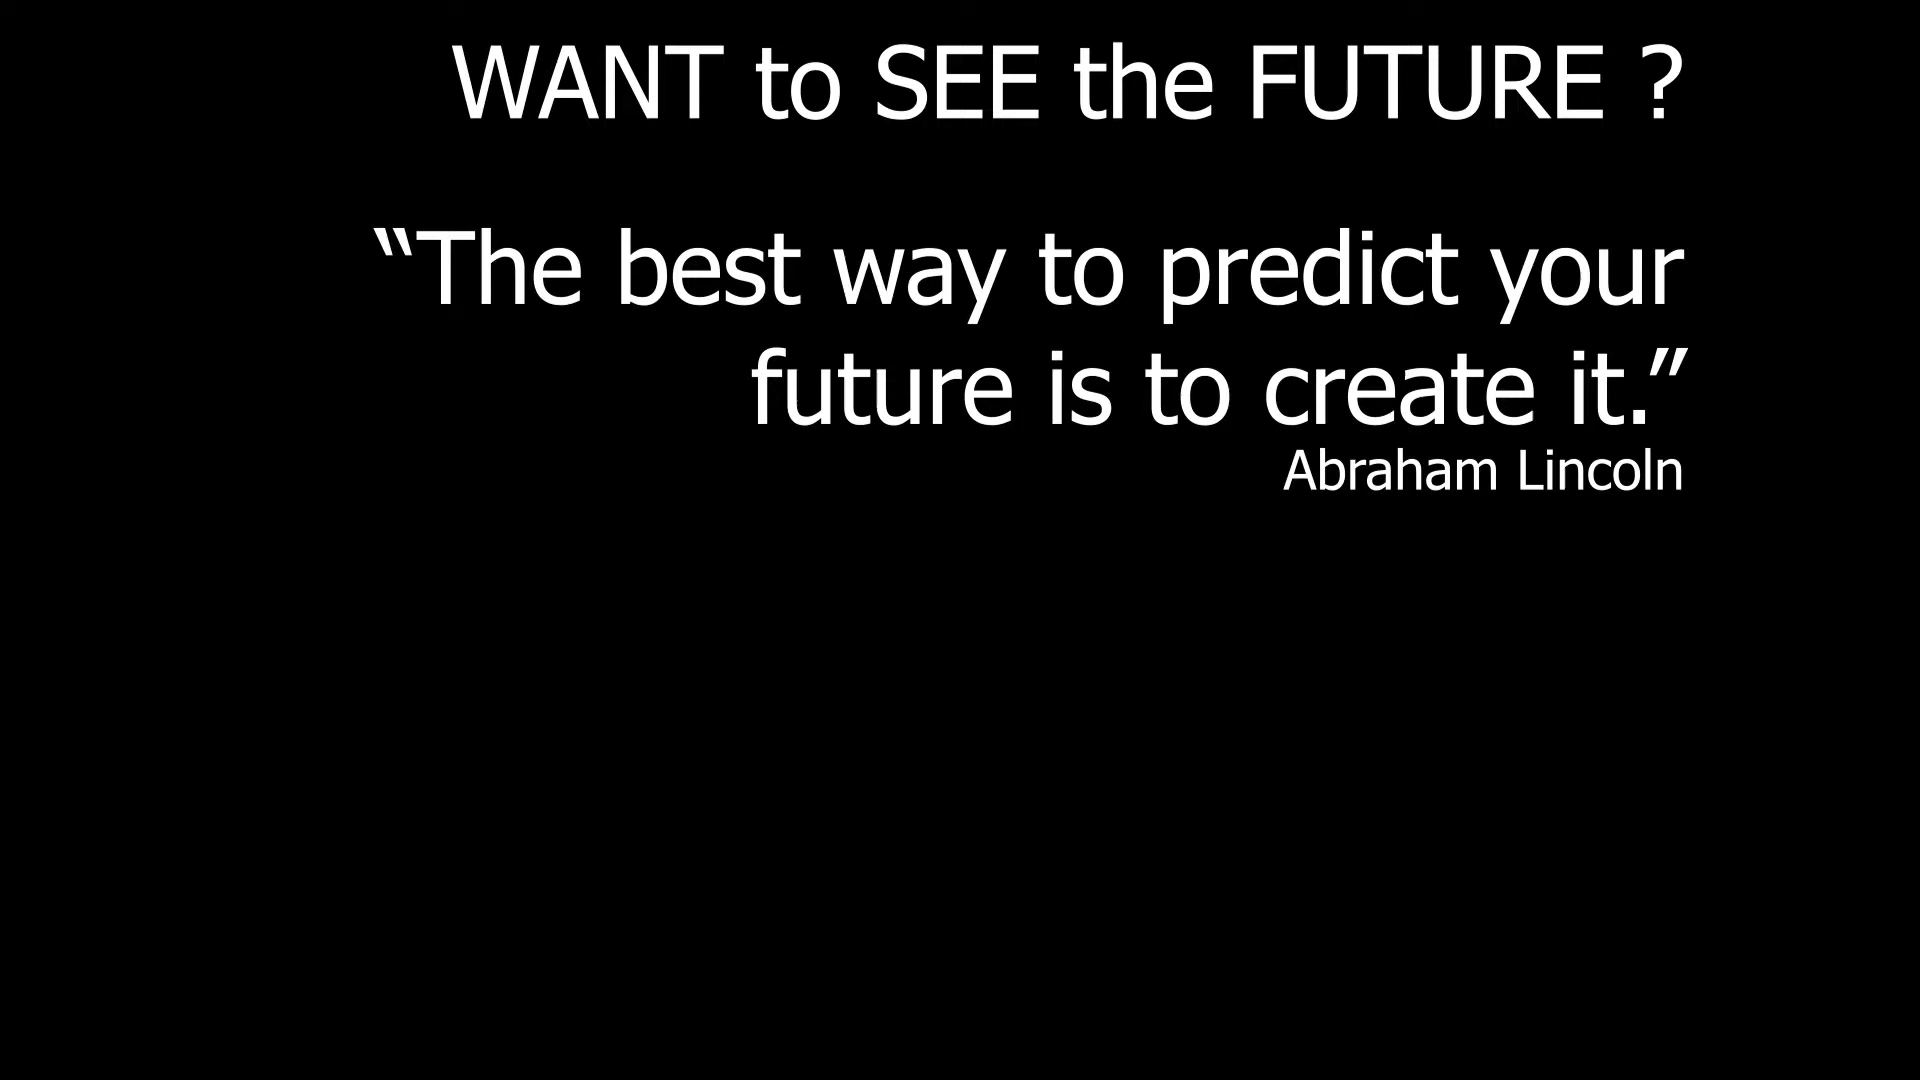 WANT to SEE the FUTURE ?
“The best way to predict your
future is to create it.”
Abraham Lincoln